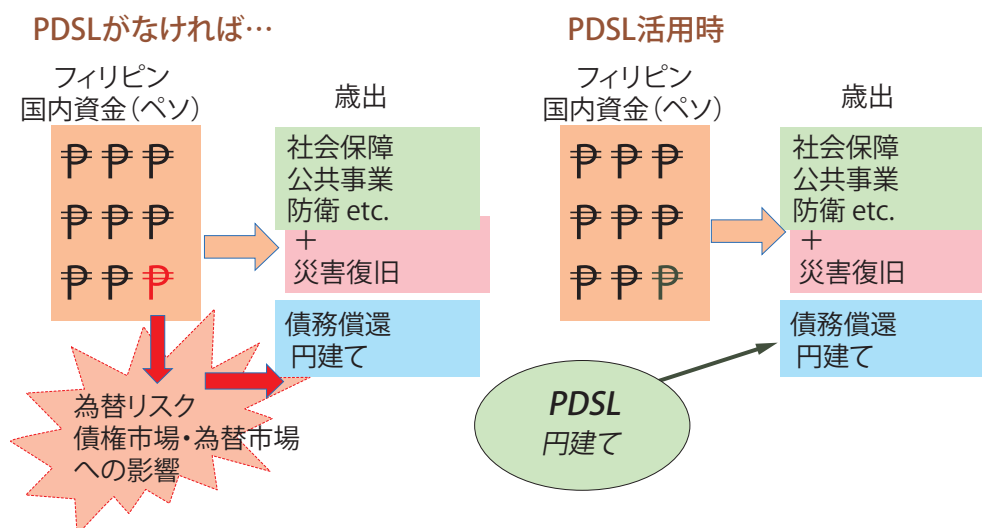 PDSLがなければ…
フィリピン
国内資金（ペソ）
₱ ₱ ₱
₱ ₱ ₱
₱ ₱ ₱
歳出
社会保障
公共事業
防衛 etc.
＋
災害復旧
債務償還
円建て
為替リスク
債権市場・為替市場
への影響
PDSL活用時
フィリピン
国内資金（ペソ）
₱ ₱ ₱
₱ ₱ ₱
₱ ₱ ₱
歳出
社会保障
公共事業
防衛 etc.
＋
災害復旧
債務償還
円建て
PDSL
円建て